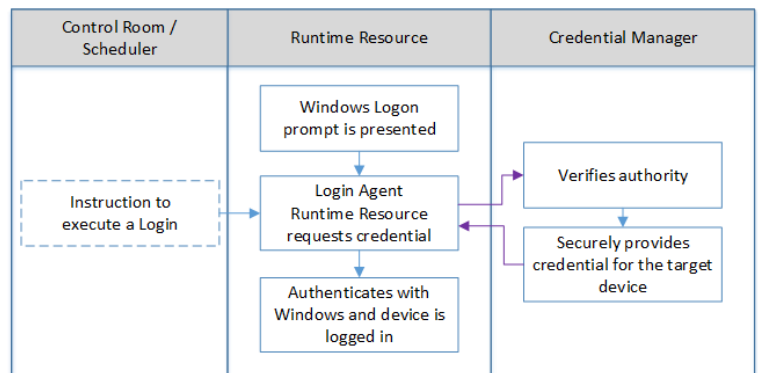 Control Room /
Scheduler
Runtime Resource
Credential Manager
Windows Logon
prompt is presented
Instruction to
execute a Login
Login Agent
Runtime Resource
requests credential
Verifies authority
Securely provides
credential for the target
device
Authenticates with
Windows and device is
logged in